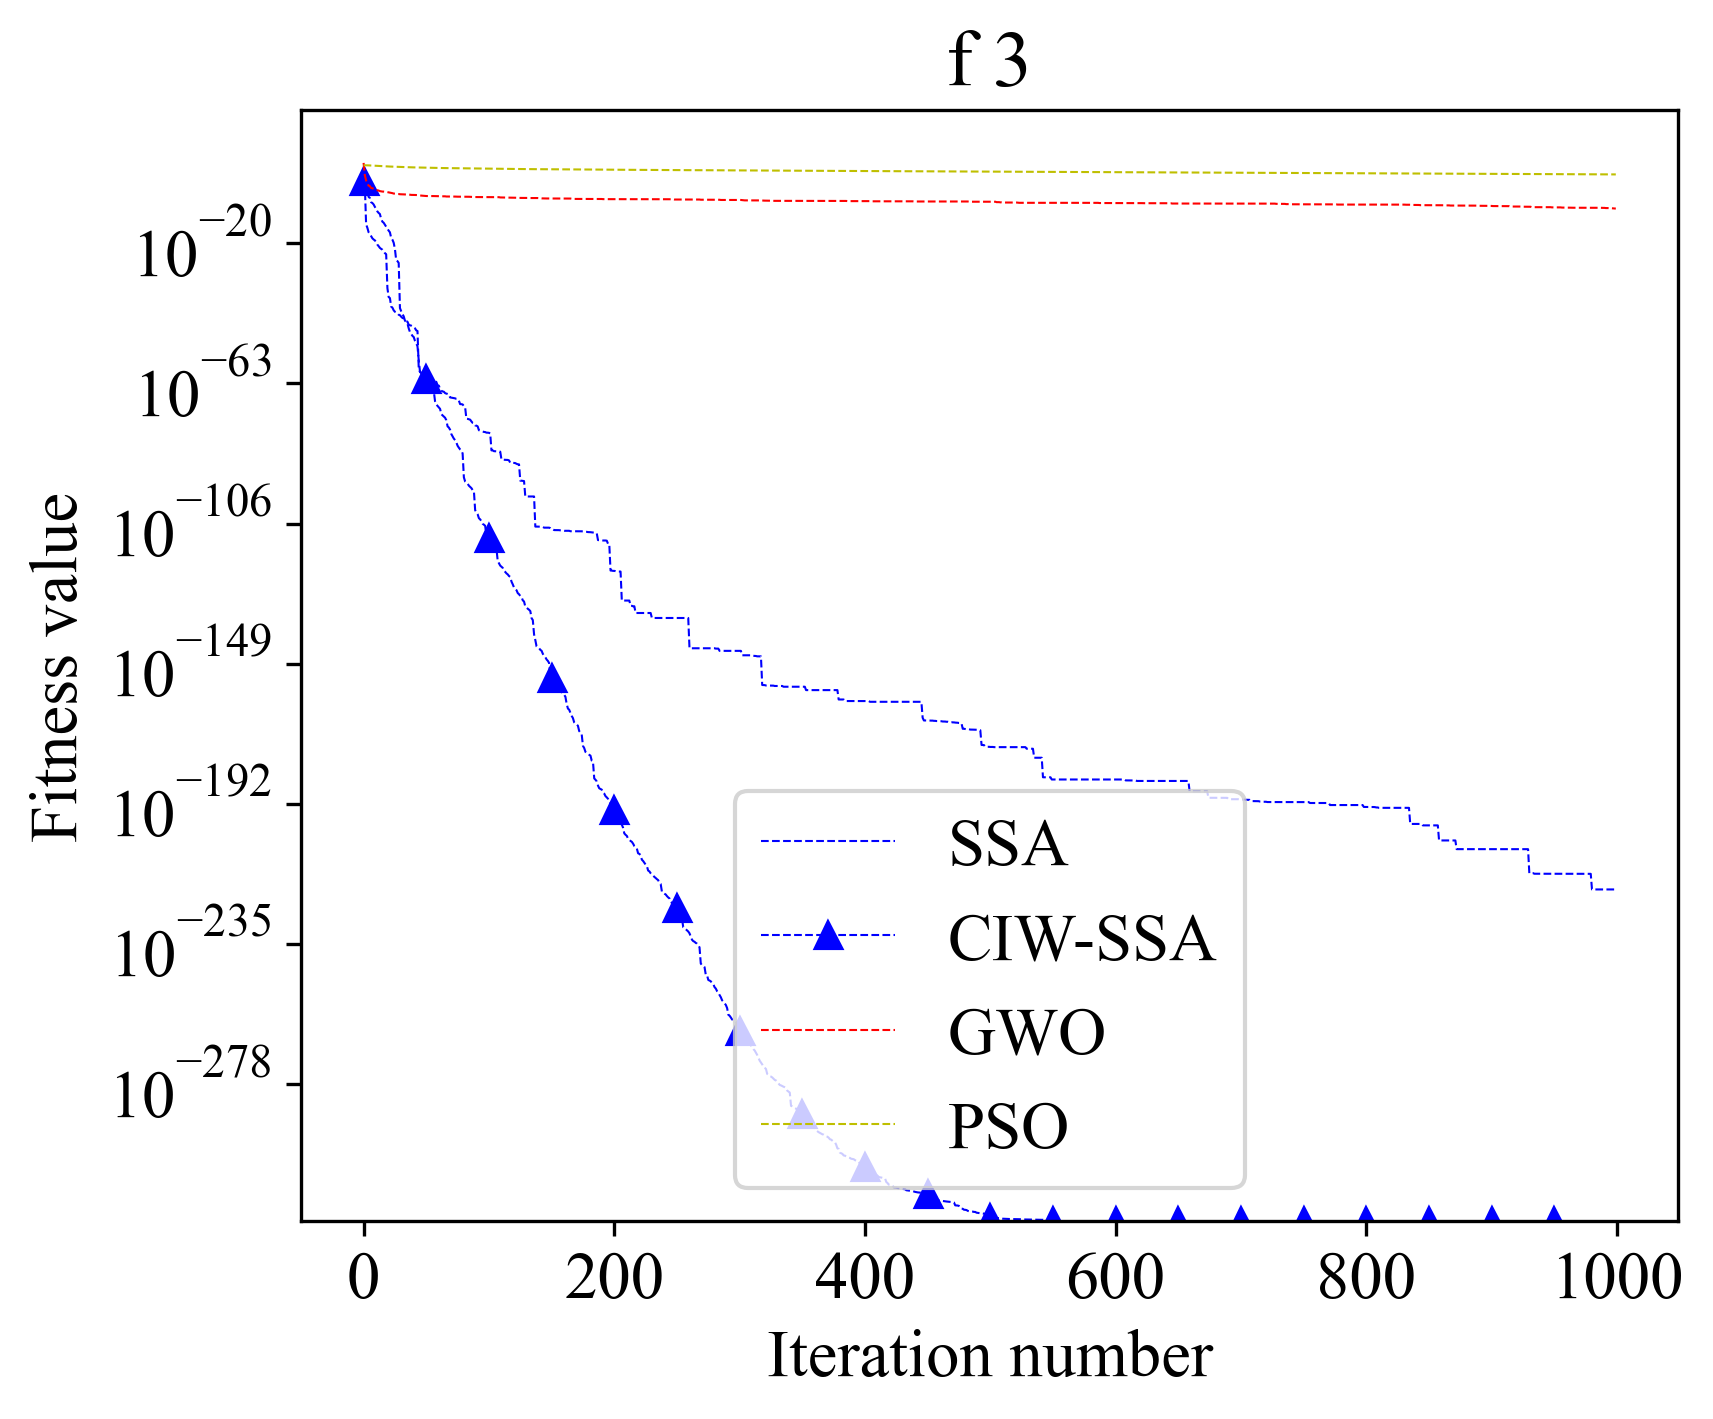 f 3
Fitness value
10^−20
10^−63
10^−106
10^−149
10^−192
10^−235
10^−278
SSA
CIW-SSA
GWO
PSO
0 200 400 600 800 1000
Iteration number